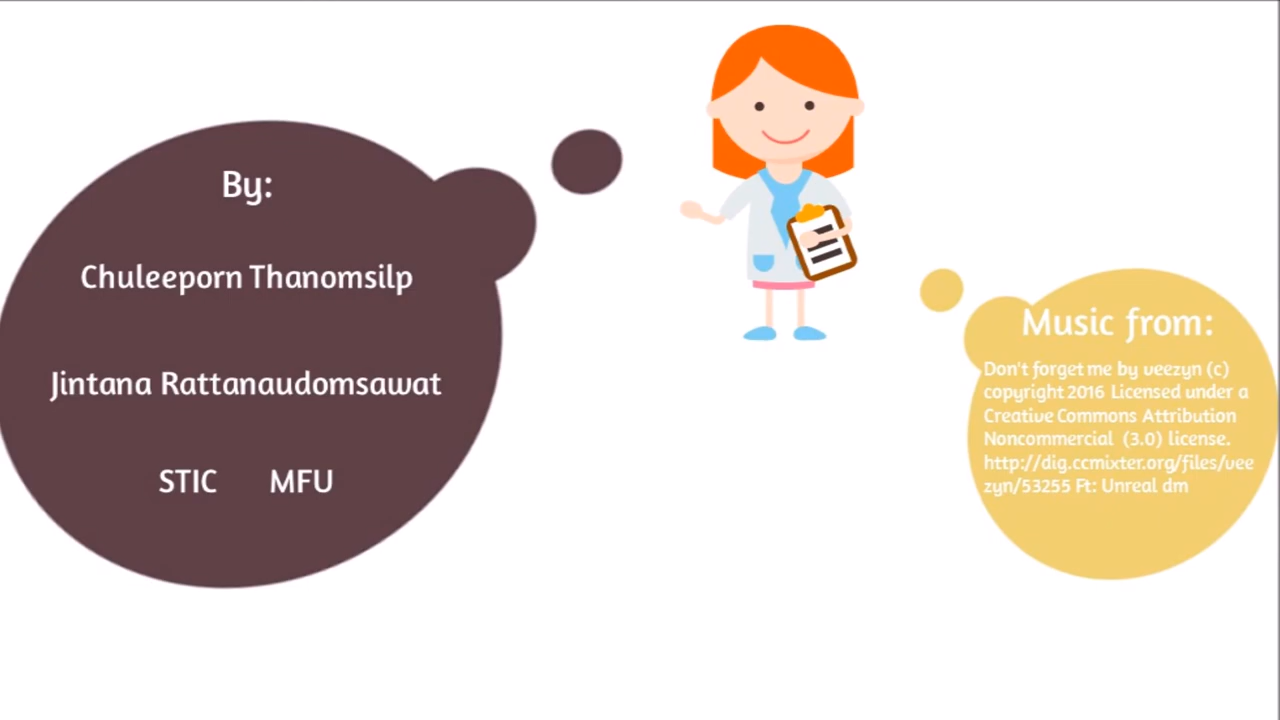 By:
Chuleeporn Thanomsilp
Jintana Rattanaudomsawat
STIC MFU
Music from:
Don't forget me by veezyn (c)
copyright 2016 Licensed under a
Creative Commons Attribution
Noncommercial (3.0) license.
http://dig.ccmixter.org/files/vee
zyn/53255 Ft: Unreal dm